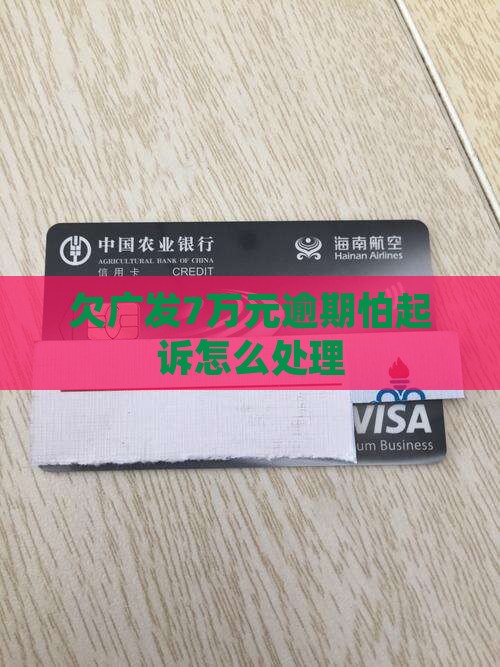 中国农业银行
AGRICULTURAL BANK OF CHINA
信用卡 CREDIT
海南航空
Hainan Airlines
欠广发7万元逾期怕起
诉怎么处理
VISA
um Business